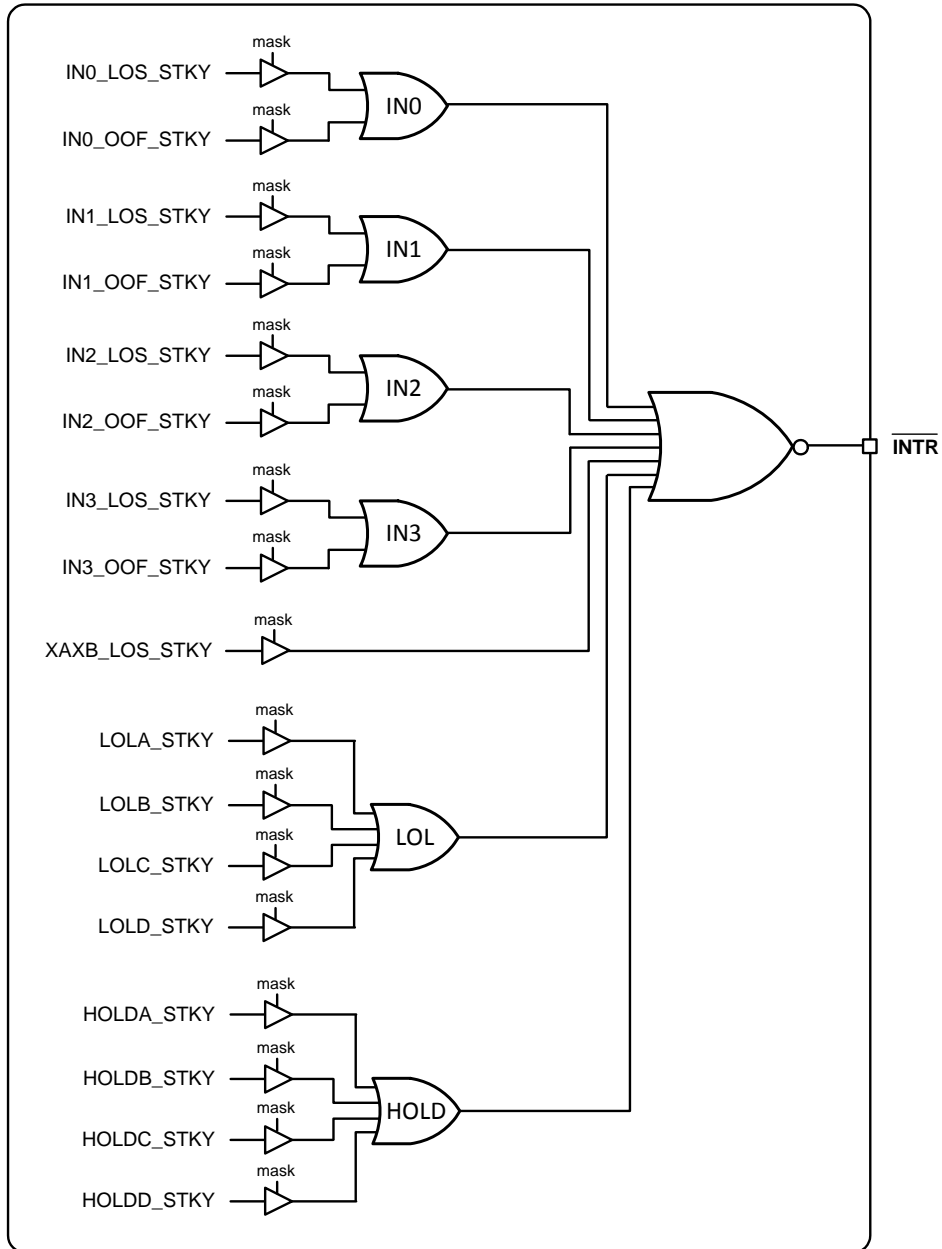 mask
IN0_LOS_STKY
mask
IN0_OOF_STKY
IN0
mask
IN1_LOS_STKY
mask
IN1_OOF_STKY
IN1
mask
IN2_LOS_STKY
mask
IN2_OOF_STKY
IN2
mask
IN3_LOS_STKY
mask
IN3_OOF_STKY
IN3
mask
XAXB_LOS_STKY
mask
LOLA_STKY
mask
LOLB_STKY
mask
LOLC_STKY
mask
LOLD_STKY
LOL
mask
HOLDA_STKY
mask
HOLDB_STKY
mask
HOLDC_STKY
mask
HOLDD_STKY
HOLD
INTR